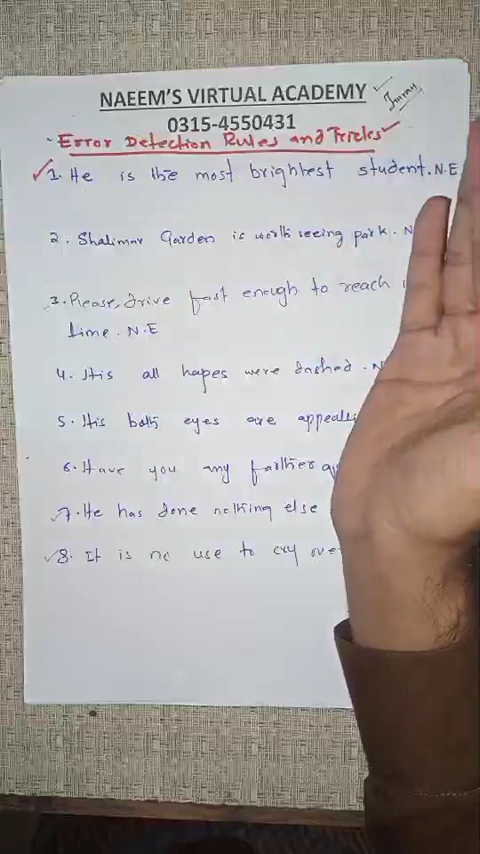 NAEEM'S VIRTUAL ACADEMY
0315-4550431
Error Detection Rules and Tricks
1. He is the most brightest student. N.E
2. Shalimar Garden is worth seeing park. N
3. Please, drive fast enough to reach
time. N.E
4. His all hopes were dashed. N
5. His both eyes are
6. Have you any farther
7. He has done nothing else
8. It is no use to cry over